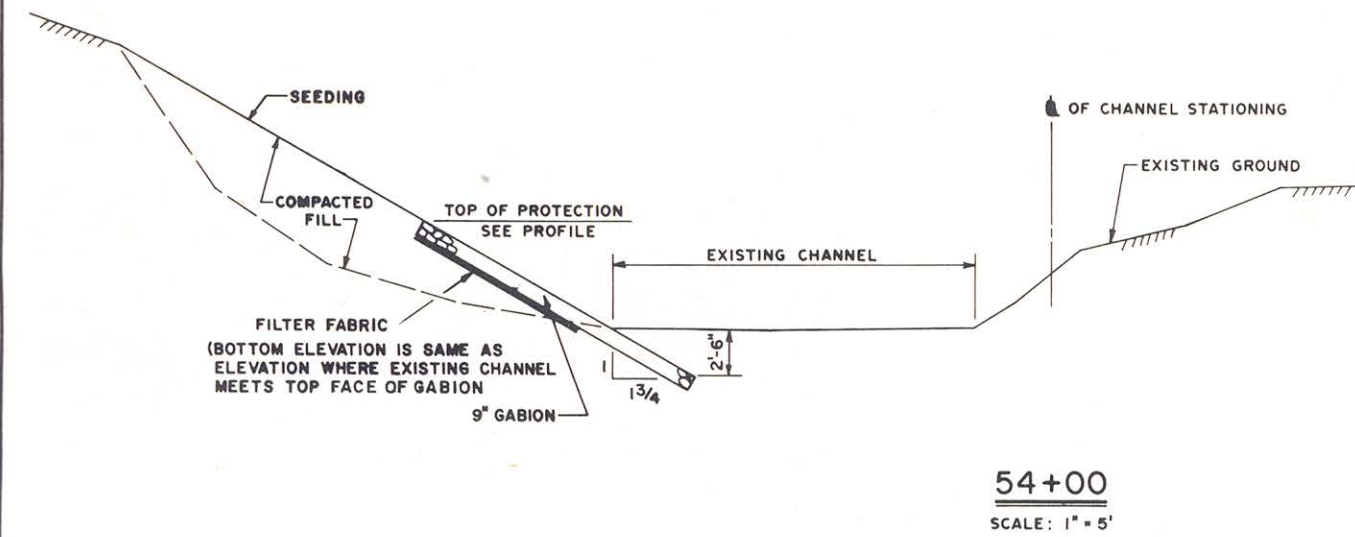 SEEDING
OF CHANNEL STATIONING
EXISTING GROUND
COMPACTED
FILL
TOP OF PROTECTION
SEE PROFILE
EXISTING CHANNEL
FILTER FABRIC
(BOTTOM ELEVATION IS SAME AS
ELEVATION WHERE EXISTING CHANNEL
MEETS TOP FACE OF GABION
2'-6"
1
1 3/4
9" GABION
54+00
SCALE: 1" = 5'